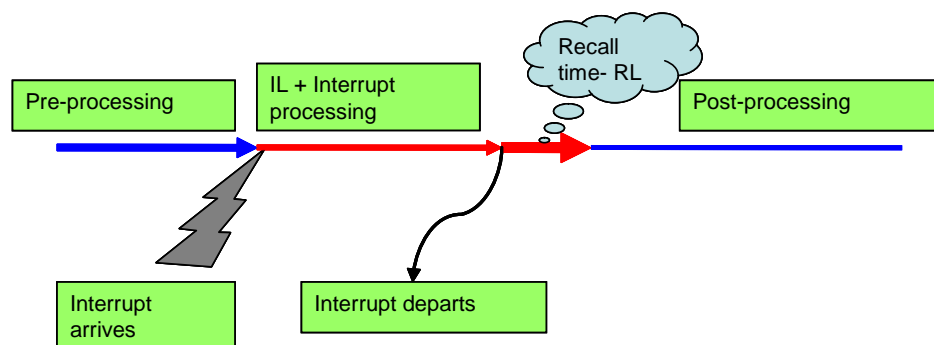 Recall
time- RL
Pre-processing
IL + Interrupt
processing
Post-processing
Interrupt
arrives
Interrupt departs